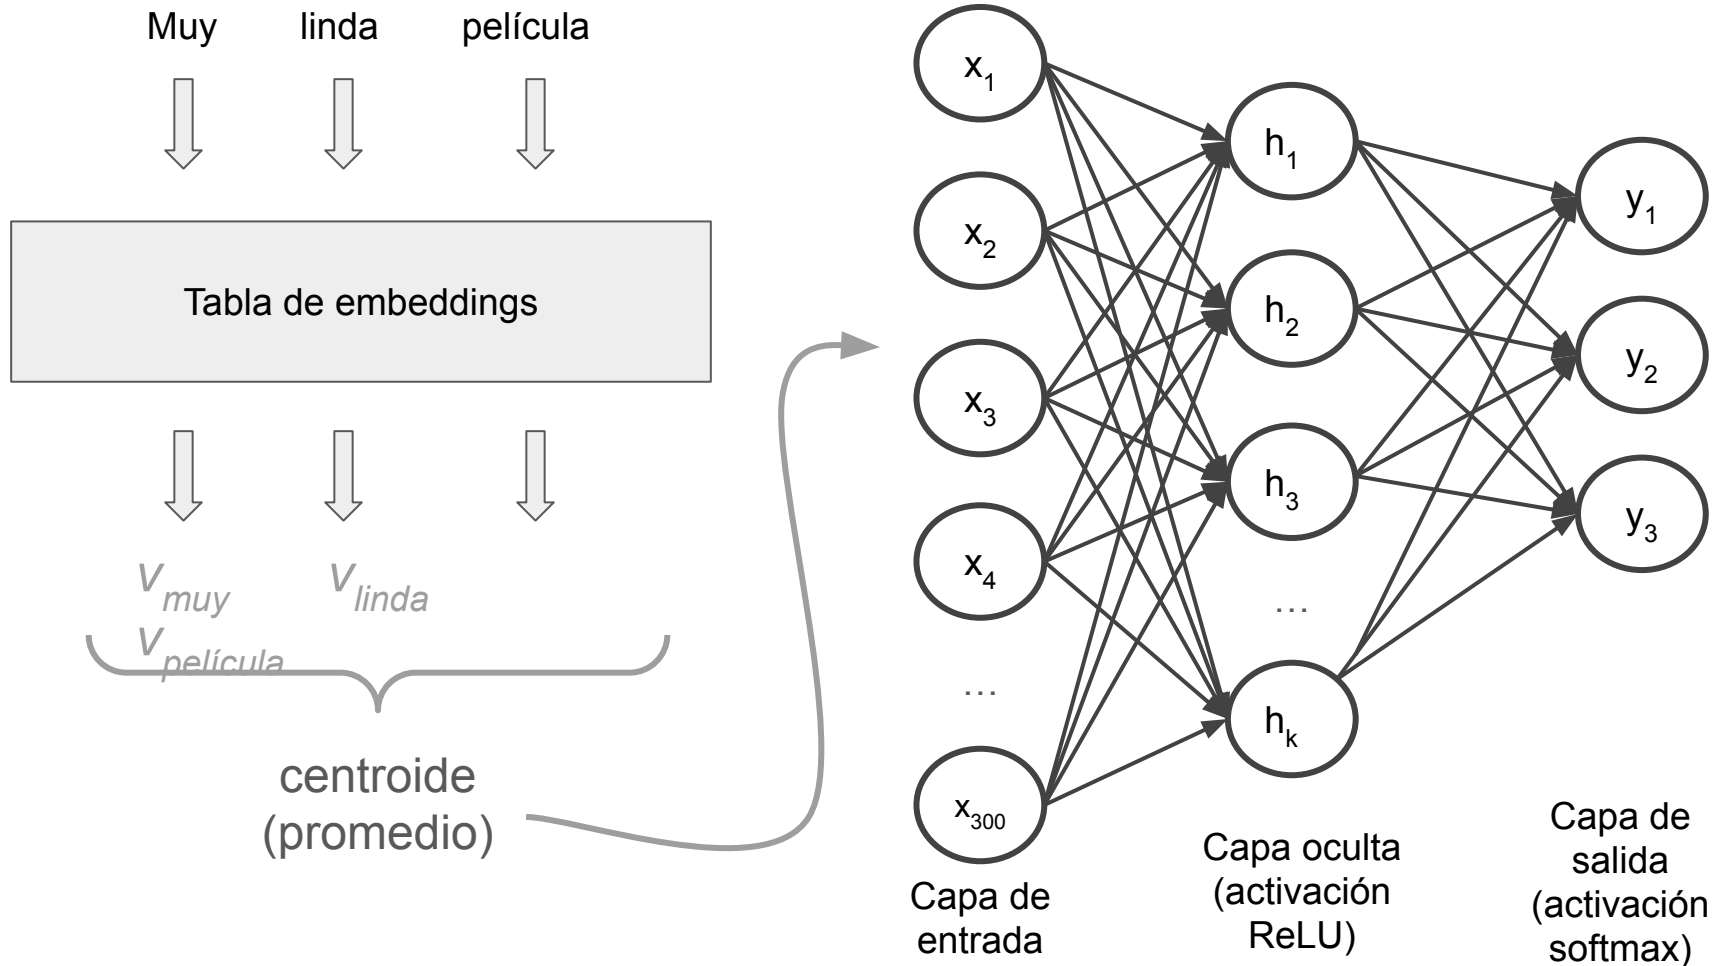 Muy linda película
Tabla de embeddings
v_muy v_linda
v_película
centroide
(promedio)
x_1
x_2
x_3
x_4
...
x_300
Capa de
entrada
h_1
h_2
h_3
...
h_k
Capa oculta
(activación
ReLU)
y_1
y_2
y_3
Capa de
salida
(activación
softmax)